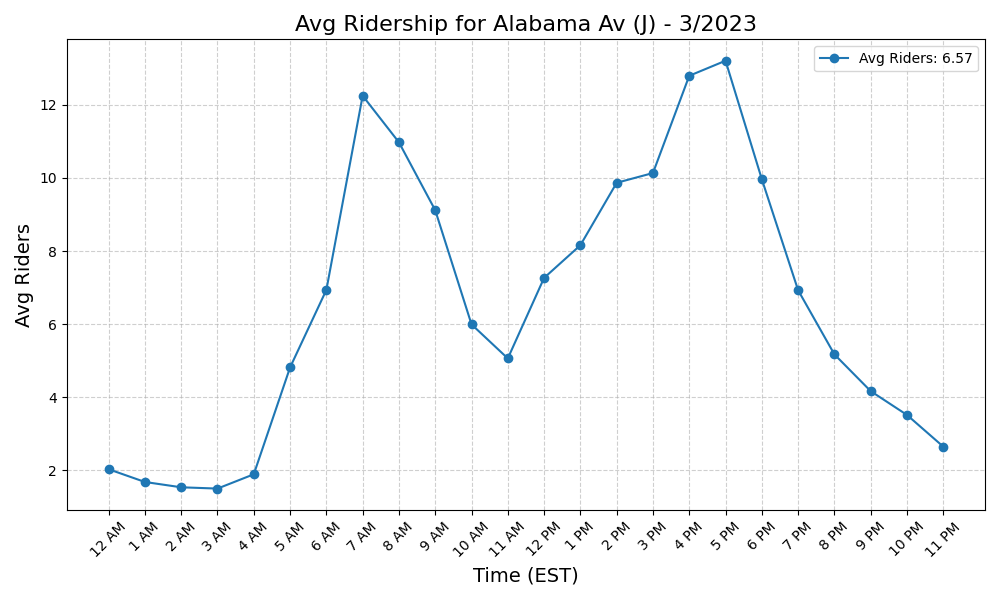 Avg Ridership for Alabama Av (J) - 3/2023
Avg Riders: 6.57
Avg Riders
12
10
8
6
4
2
12 AM
1 AM
2 AM
3 AM
4 AM
5 AM
6 AM
7 AM
8 AM
9 AM
10 AM
11 AM
12 PM
1 PM
2 PM
3 PM
4 PM
5 PM
6 PM
7 PM
8 PM
9 PM
10 PM
11 PM
Time (EST)